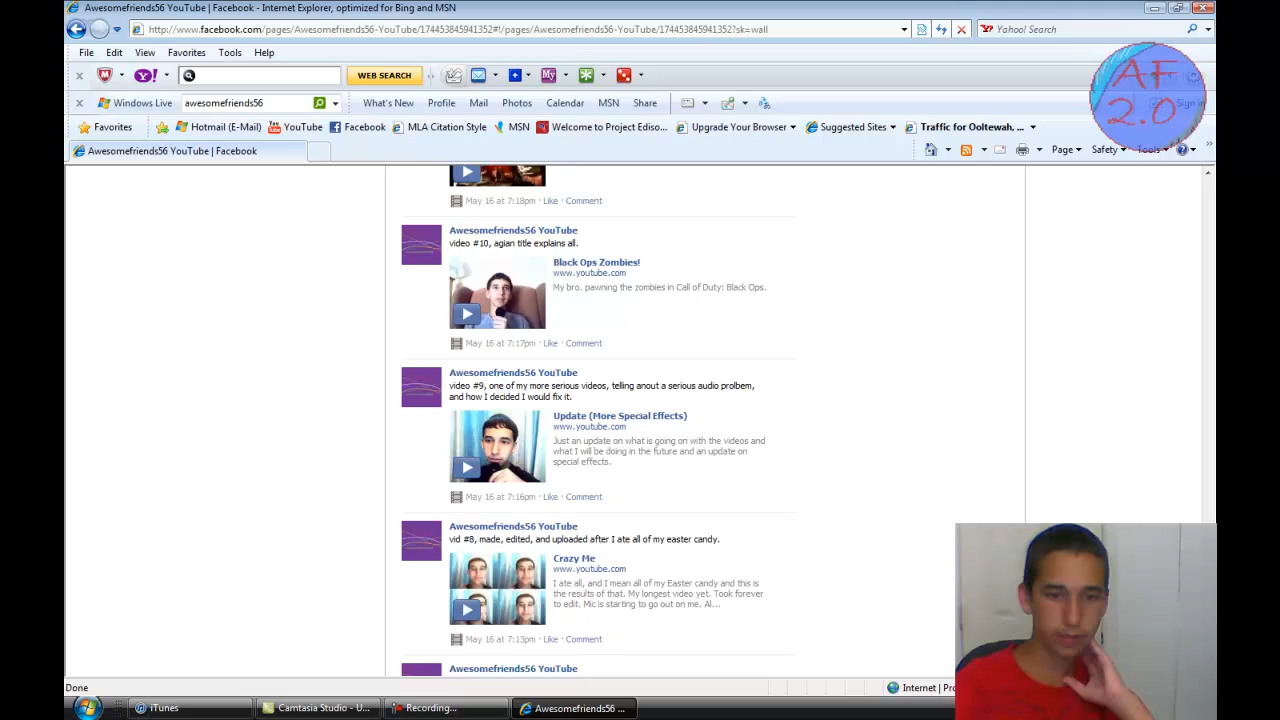 Awesomefriends56 YouTube | Facebook - Internet Explorer, optimized for Bing and MSN
http://www.facebook.com/pages/Awesomefriends56-YouTube/174453845941352#!/pages/Awesomefriends56-YouTube/174453845941352?sk=wall
Yahoo! Search
File Edit View Favorites Tools Help
WEB SEARCH
My
Windows Live awesomefriends56 What's New Profile Mail Photos Calendar MSN Share
AF
2.0
Favorites Hotmail (E-Mail) YouTube Facebook MLA Citation Style MSN Welcome to Project Ediso... Upgrade Your Browser Suggested Sites Traffic for Ooltewah, ...
Awesomefriends56 YouTube | Facebook
Page Safety Tools
May 16 at 7:18pm · Like · Comment
Awesomefriends56 YouTube
video #10, agian title explains all.
Black Ops Zombies!
www.youtube.com
My bro. pawning the zombies in Call of Duty: Black Ops.
May 16 at 7:17pm · Like · Comment
Awesomefriends56 YouTube
video #9, one of my more serious videos, telling anout a serious audio prolbem,
and how I decided I would fix it.
Update (More Special Effects)
www.youtube.com
Just an update on what is going on with the videos and
what I will be doing in the future and an update on
special effects.
May 16 at 7:16pm · Like · Comment
Awesomefriends56 YouTube
vid #8, made, edited, and uploaded after I ate all of my easter candy.
Crazy Me
www.youtube.com
I ate all, and I mean all of my Easter candy and this is
the results of that. My longest video yet. Took forever
to edit. Mic is starting to go out on me. Al...
May 16 at 7:13pm · Like · Comment
Awesomefriends56 YouTube
Done
Internet | Pro
iTunes Camtasia Studio - U... Recording... Awesomefriends56 ...